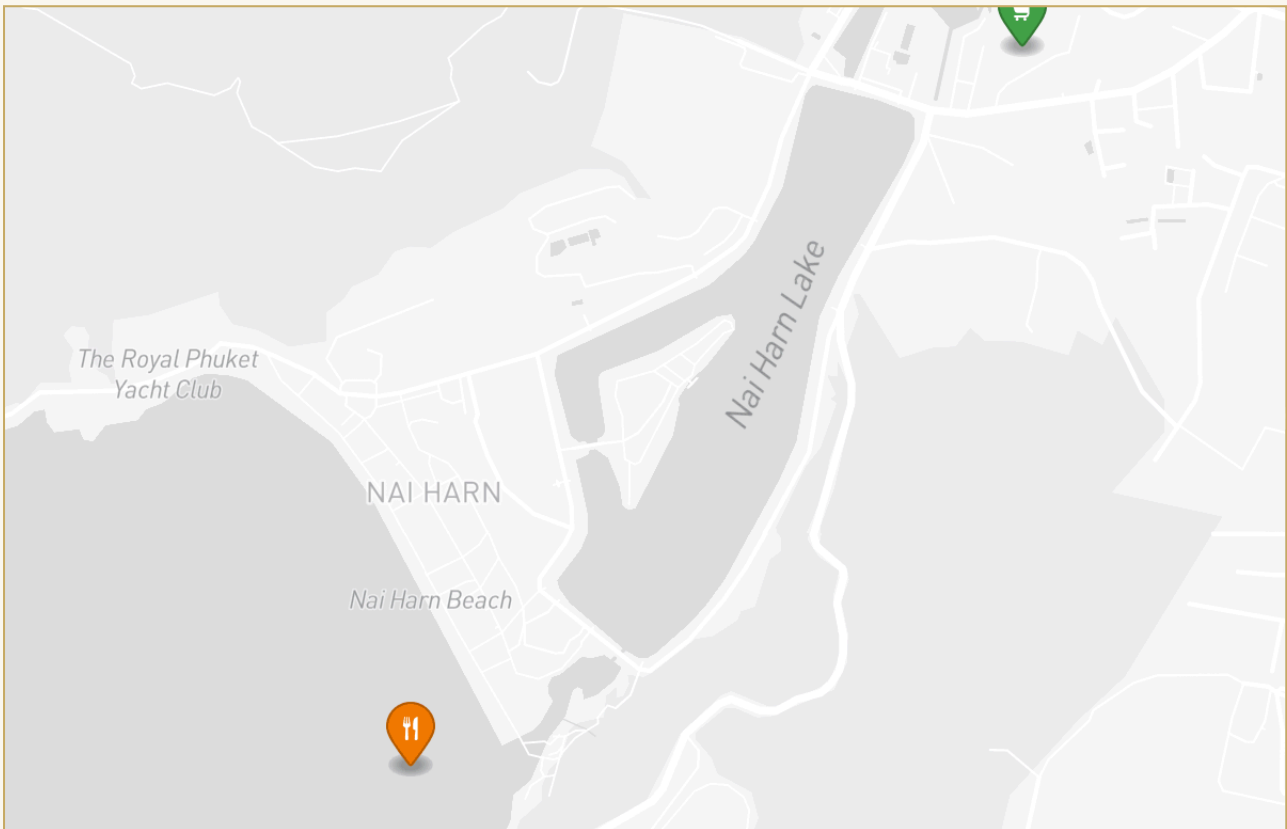 Nai Harn Lake
The Royal Phuket
Yacht Club
NAI HARN
Nai Harn Beach